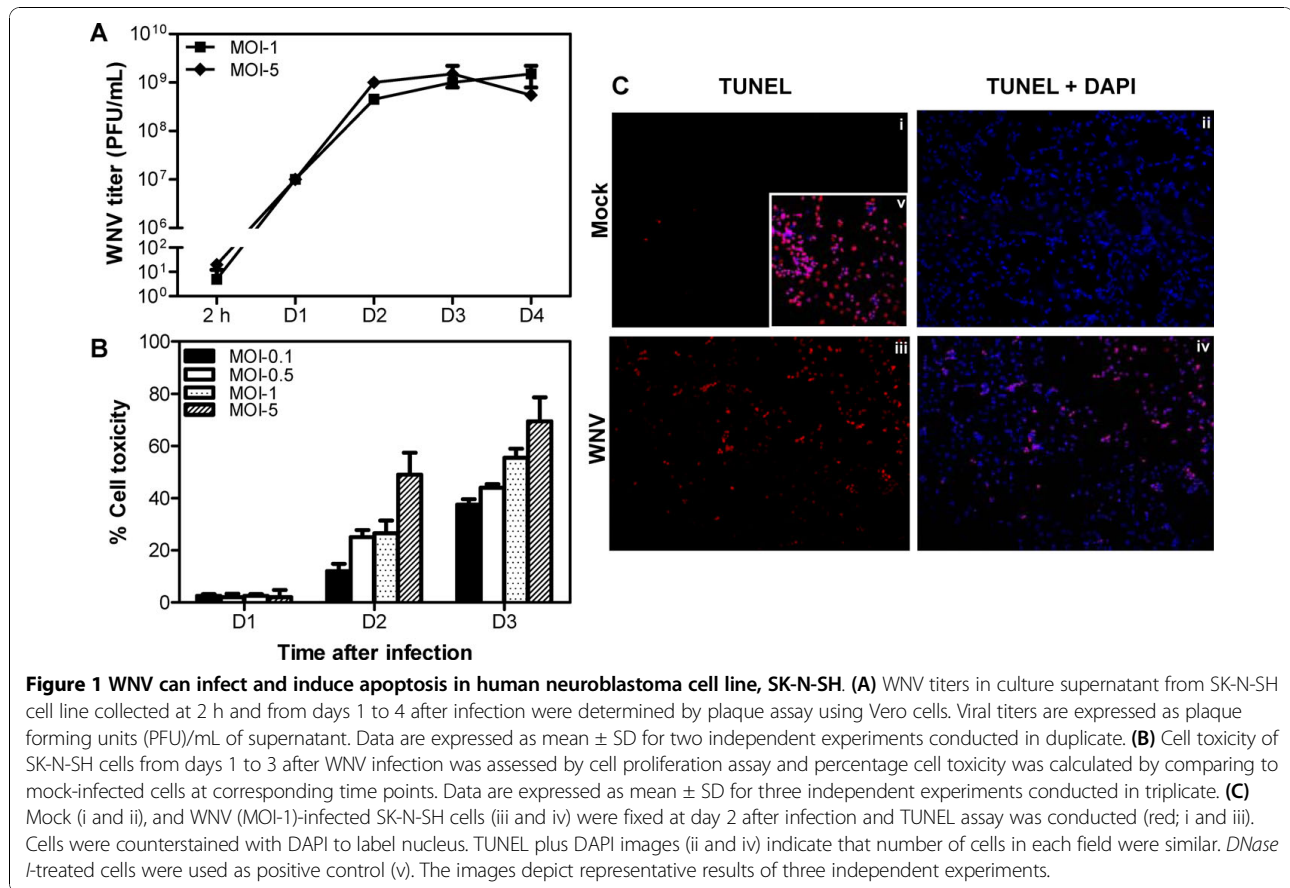 A
10^10
10^9
10^8
10^7
10^6
10^2
10^1
10^0
WNV titer (PFU/mL)
MOI-1
MOI-5
2 h D1 D2 D3 D4
B
100
80
60
40
20
0
% Cell toxicity
MOI-0.1
MOI-0.5
MOI-1
MOI-5
D1 D2 D3
Time after infection
C
TUNEL TUNEL + DAPI
Mock
i
ii
v
WNV
iii
iv
Figure 1 WNV can infect and induce apoptosis in human neuroblastoma cell line, SK-N-SH. (A) WNV titers in culture supernatant from SK-N-SH
cell line collected at 2 h and from days 1 to 4 after infection were determined by plaque assay using Vero cells. Viral titers are expressed as plaque
forming units (PFU)/mL of supernatant. Data are expressed as mean ± SD for two independent experiments conducted in duplicate. (B) Cell toxicity of
SK-N-SH cells from days 1 to 3 after WNV infection was assessed by cell proliferation assay and percentage cell toxicity was calculated by comparing to
mock-infected cells at corresponding time points. Data are expressed as mean ± SD for three independent experiments conducted in triplicate. (C)
Mock (i and ii), and WNV (MOI-1)-infected SK-N-SH cells (iii and iv) were fixed at day 2 after infection and TUNEL assay was conducted (red; i and iii).
Cells were counterstained with DAPI to label nucleus. TUNEL plus DAPI images (ii and iv) indicate that number of cells in each field were similar. DNase
I-treated cells were used as positive control (v). The images depict representative results of three independent experiments.